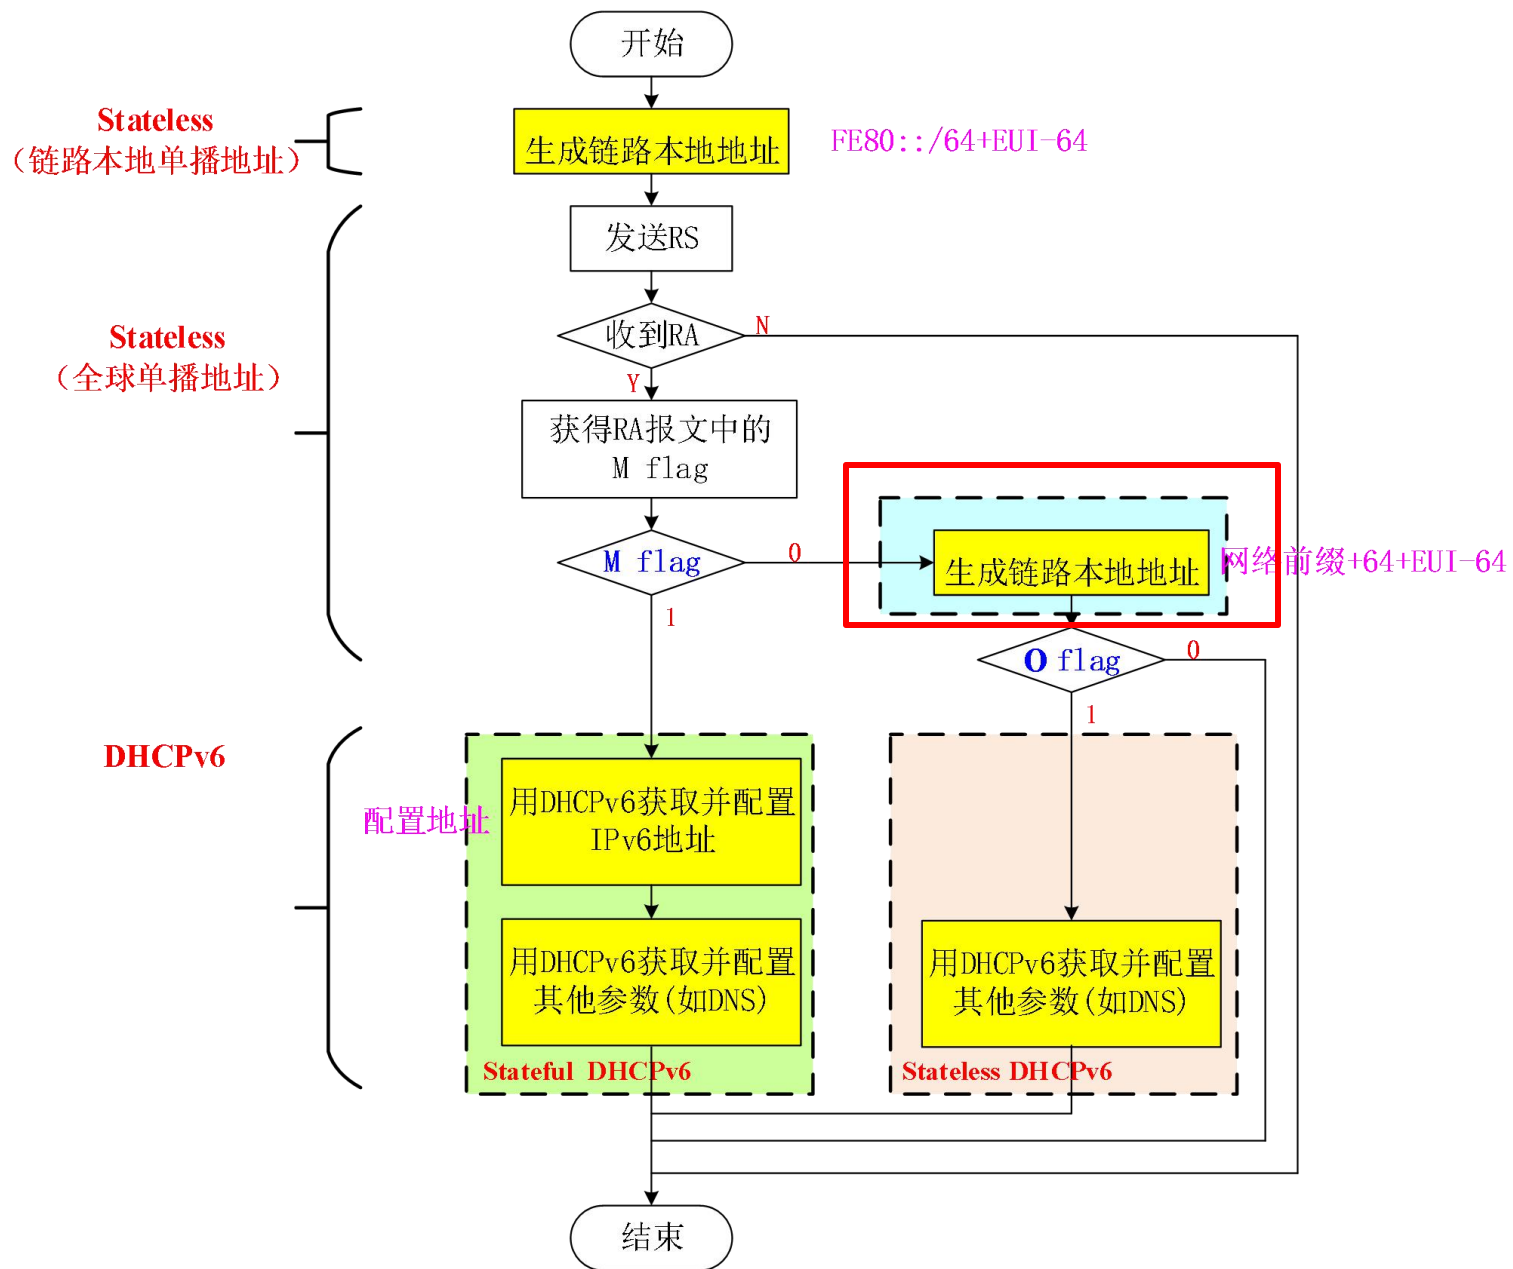 开始
Stateless
（链路本地单播地址）
生成链路本地地址
FE80::/64+EUI-64
发送RS
Stateless
（全球单播地址）
收到RA
N
Y
获得RA报文中的
M flag
M flag
0
1
生成链路本地地址
网络前缀+64+EUI-64
O flag
0
1
DHCPv6
配置地址
用DHCPv6获取并配置
IPv6地址
用DHCPv6获取并配置
其他参数(如DNS)
Stateful DHCPv6
用DHCPv6获取并配置
其他参数(如DNS)
Stateless DHCPv6
结束